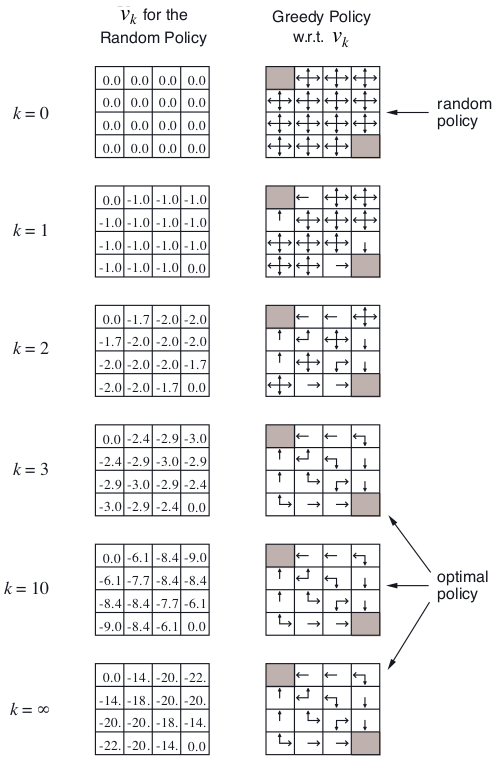 v_k for the
Random Policy
Greedy Policy
w.r.t. v_k
k = 0
0.0 0.0 0.0 0.0
0.0 0.0 0.0 0.0
0.0 0.0 0.0 0.0
0.0 0.0 0.0 0.0
random
policy
k = 1
0.0 -1.0 -1.0 -1.0
-1.0 -1.0 -1.0 -1.0
-1.0 -1.0 -1.0 -1.0
-1.0 -1.0 -1.0 0.0
k = 2
0.0 -1.7 -2.0 -2.0
-1.7 -2.0 -2.0 -2.0
-2.0 -2.0 -2.0 -1.7
-2.0 -2.0 -1.7 0.0
k = 3
0.0 -2.4 -2.9 -3.0
-2.4 -2.9 -3.0 -2.9
-2.9 -3.0 -2.9 -2.4
-3.0 -2.9 -2.4 0.0
k = 10
0.0 -6.1 -8.4 -9.0
-6.1 -7.7 -8.4 -8.4
-8.4 -8.4 -7.7 -6.1
-9.0 -8.4 -6.1 0.0
optimal
policy
k = ∞
0.0 -14. -20. -22.
-14. -18. -20. -20.
-20. -20. -18. -14.
-22. -20. -14. 0.0